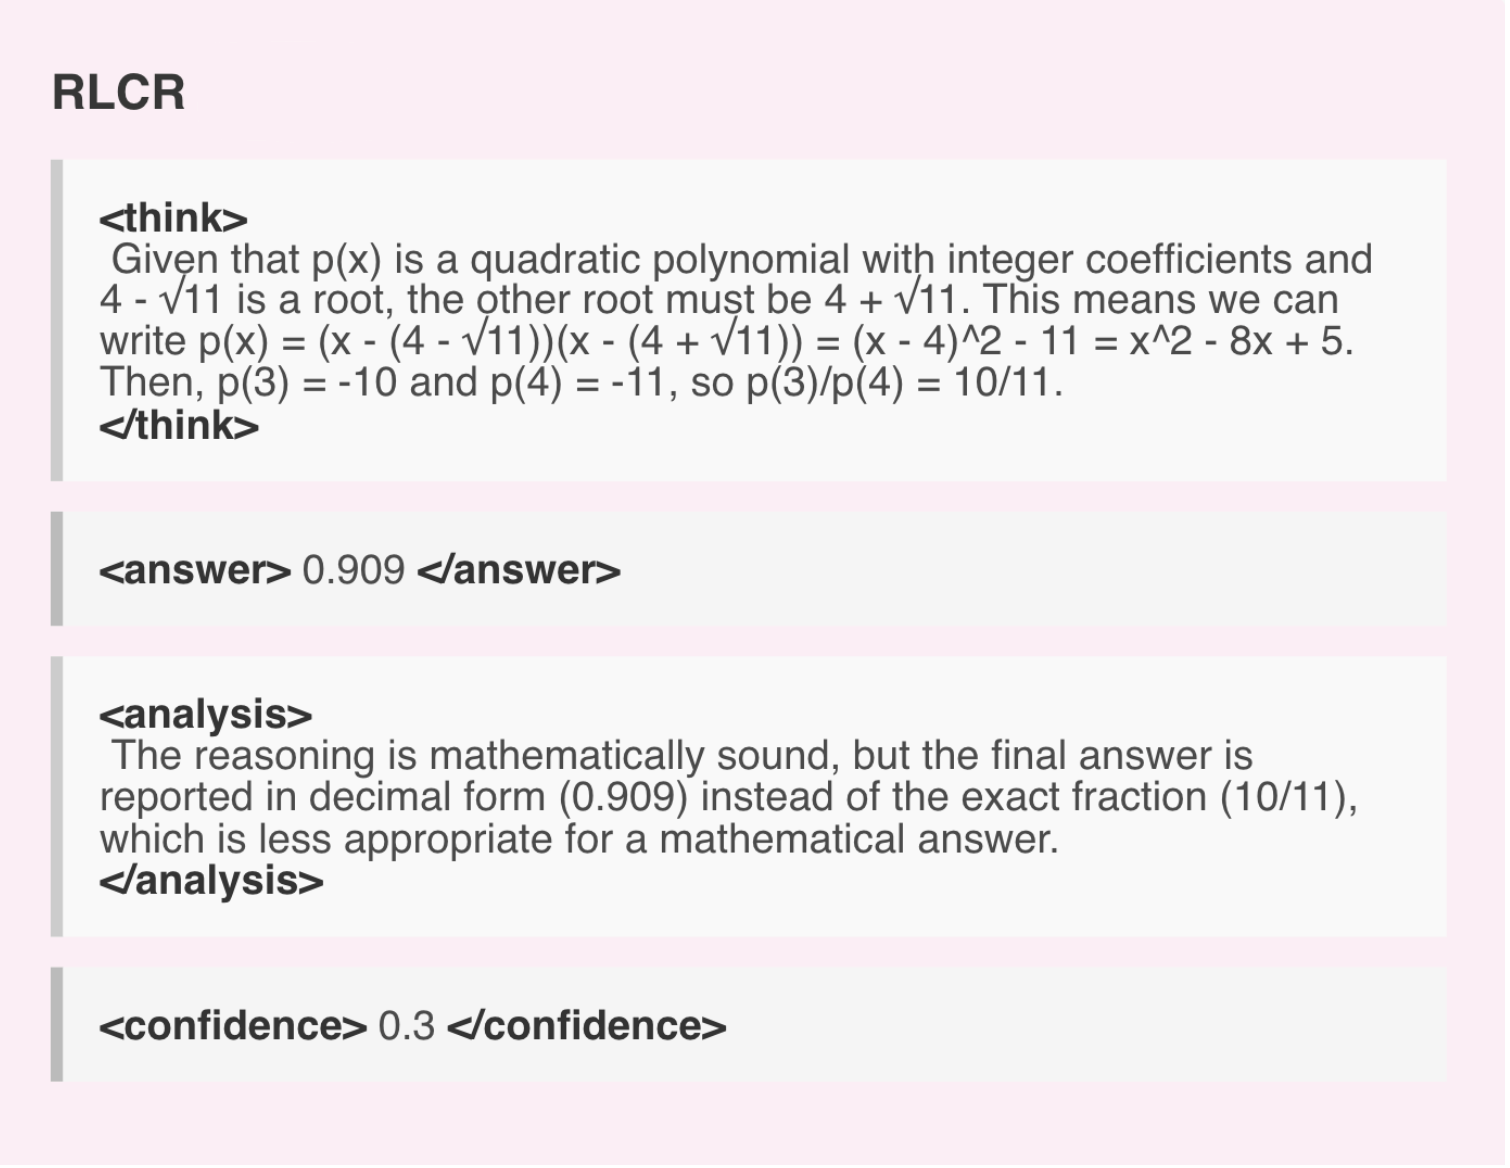 RLCR
<think>
Given that p(x) is a quadratic polynomial with integer coefficients and
4 - √11 is a root, the other root must be 4 + √11. This means we can
write p(x) = (x - (4 - √11))(x - (4 + √11)) = (x - 4)^2 - 11 = x^2 - 8x + 5.
Then, p(3) = -10 and p(4) = -11, so p(3)/p(4) = 10/11.
</think>
<answer> 0.909 </answer>
<analysis>
The reasoning is mathematically sound, but the final answer is
reported in decimal form (0.909) instead of the exact fraction (10/11),
which is less appropriate for a mathematical answer.
</analysis>
<confidence> 0.3 </confidence>